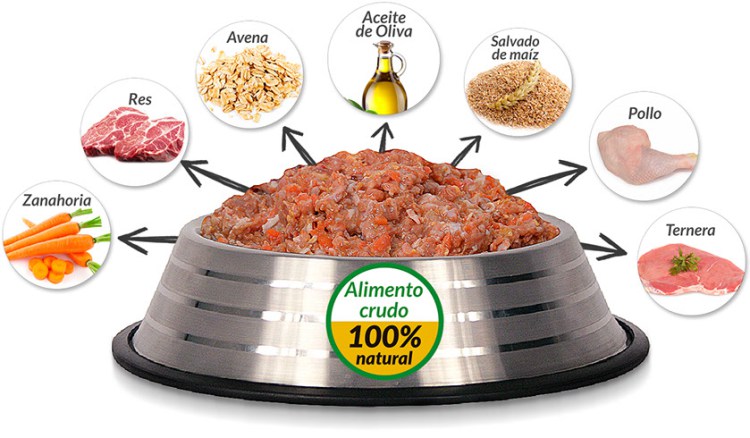 Zanahoria
Res
Avena
Aceite
de Oliva
Salvado
de maíz
Pollo
Ternera
Alimento
crudo
100%
natural